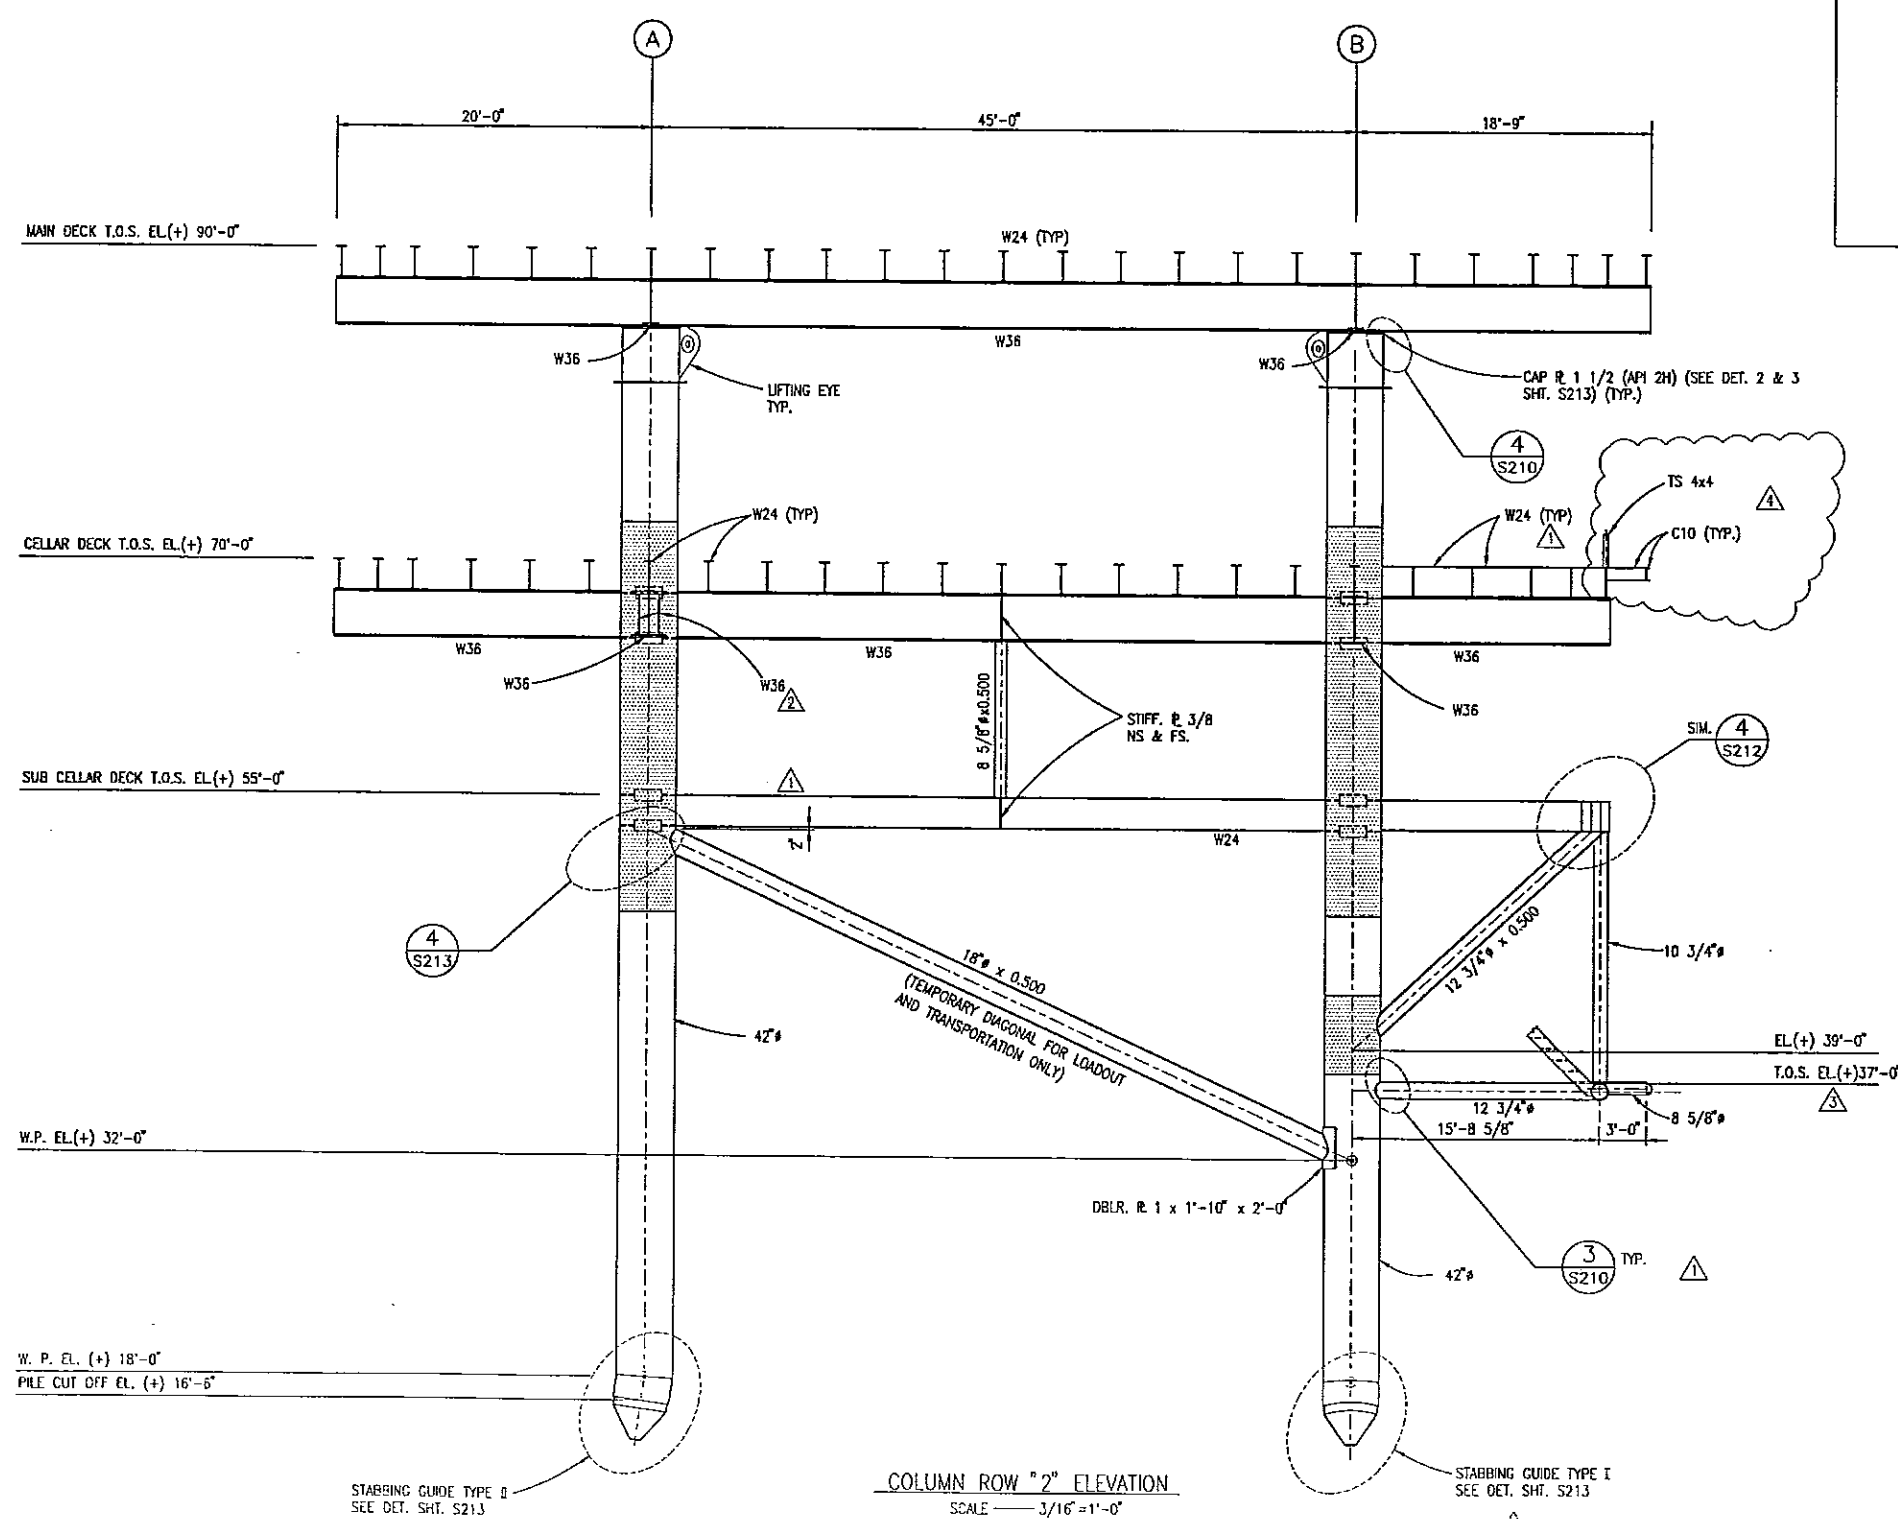 A
B
20'-0"
45'-0"
18'-9"
MAIN DECK T.O.S. EL.(+) 90'-0"
W24 (TYP)
W36
W36
W36
LIFTING EYE
TYP.
CAP ℞ 1 1/2 (API 2H) (SEE DET. 2 & 3
SHT. S213) (TYP.)
4
S210
TS 4x4
4
W24 (TYP)
W24 (TYP)
1
C10 (TYP.)
CELLAR DECK T.O.S. EL.(+) 70'-0"
W36
W36
W36
W36
W36
2
W36
8 5/8"øx0.500
STIFF. ℞ 3/8
NS & FS.
SIM.
4
S212
SUB CELLAR DECK T.O.S. EL.(+) 55'-0"
1
2"
W24
4
S213
18"ø x 0.500
(TEMPORARY DIAGONAL FOR LOADOUT
AND TRANSPORTATION ONLY)
12 3/4"ø x 0.500
10 3/4"ø
42"ø
EL.(+) 39'-0"
T.O.S. EL.(+)37'-0"
3
12 3/4"ø
8 5/8"ø
15'-8 5/8"
3'-0"
W.P. EL.(+) 32'-0"
DBLR. ℞ 1 x 1'-10" x 2'-0"
3
S210
TYP.
1
42"ø
W. P. EL. (+) 18'-0"
PILE CUT OFF EL. (+) 16'-6"
STABBING GUIDE TYPE II
SEE DET. SHT. S213
COLUMN ROW "2" ELEVATION
SCALE 3/16"=1'-0"
STABBING GUIDE TYPE I
SEE DET. SHT. S213